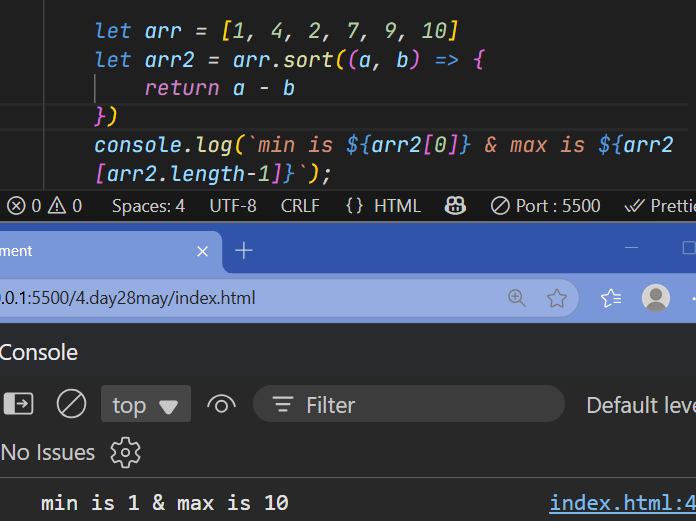 let arr = [1, 4, 2, 7, 9, 10]
let arr2 = arr.sort((a, b) => {
return a - b
})
console.log(`min is ${arr2[0]} & max is ${arr2
[arr2.length-1]}`);
0 0 Spaces: 4 UTF-8 CRLF {} HTML Port : 5500 Prettie
ment
.0.1:5500/4.day28may/index.html
Console
top Filter Default leve
No Issues
min is 1 & max is 10 index.html:4